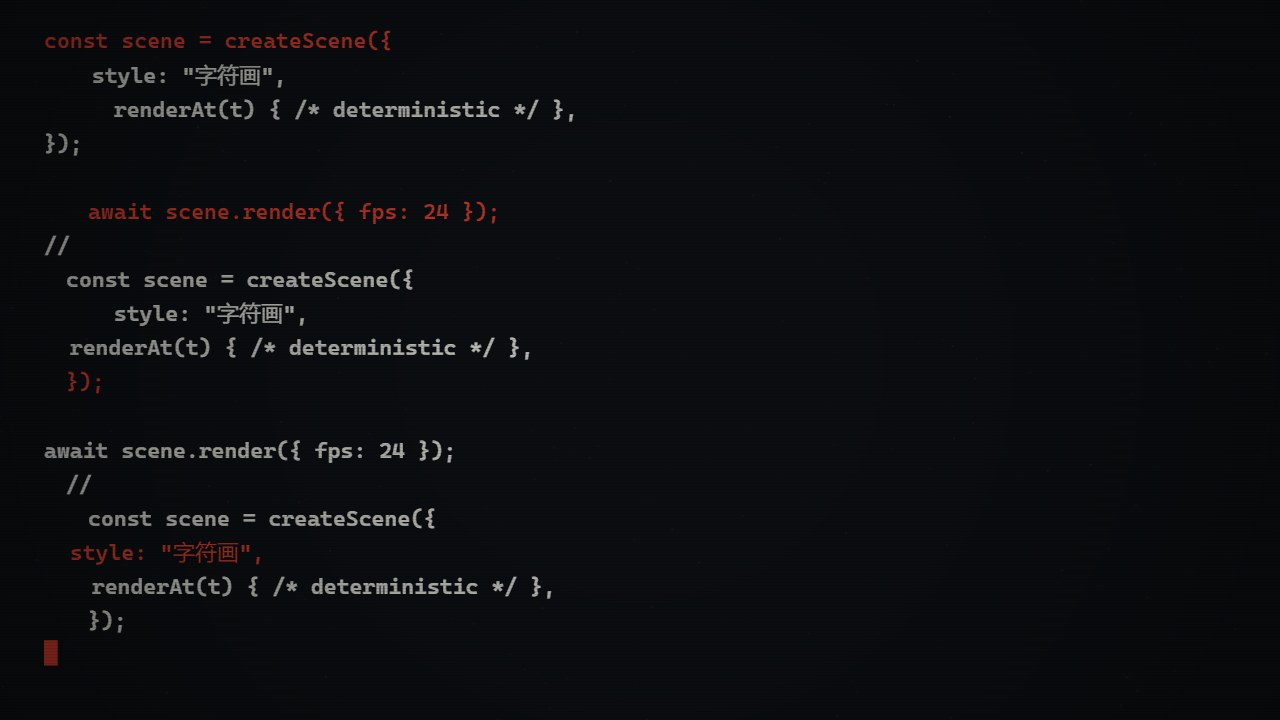 const scene = createScene({
style: "字符画",
renderAt(t) { /* deterministic */ },
});
await scene.render({ fps: 24 });
//
const scene = createScene({
style: "字符画",
renderAt(t) { /* deterministic */ },
});
await scene.render({ fps: 24 });
//
const scene = createScene({
style: "字符画",
renderAt(t) { /* deterministic */ },
});